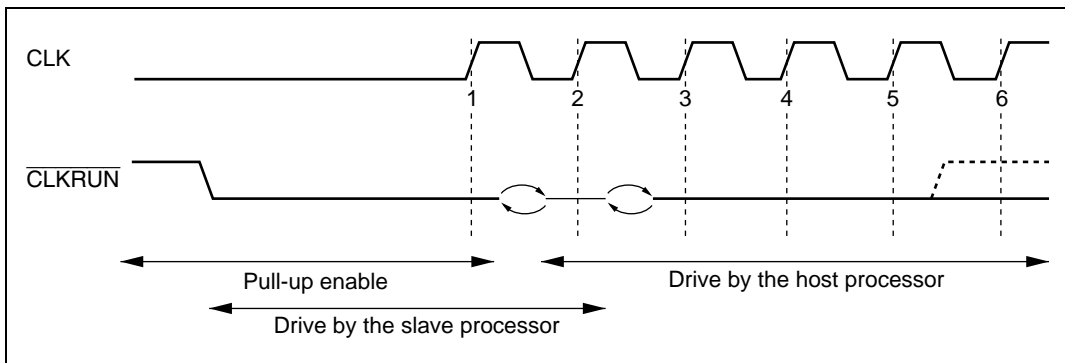 CLK
1 2 3 4 5 6
CLKRUN
Pull-up enable
Drive by the host processor
Drive by the slave processor